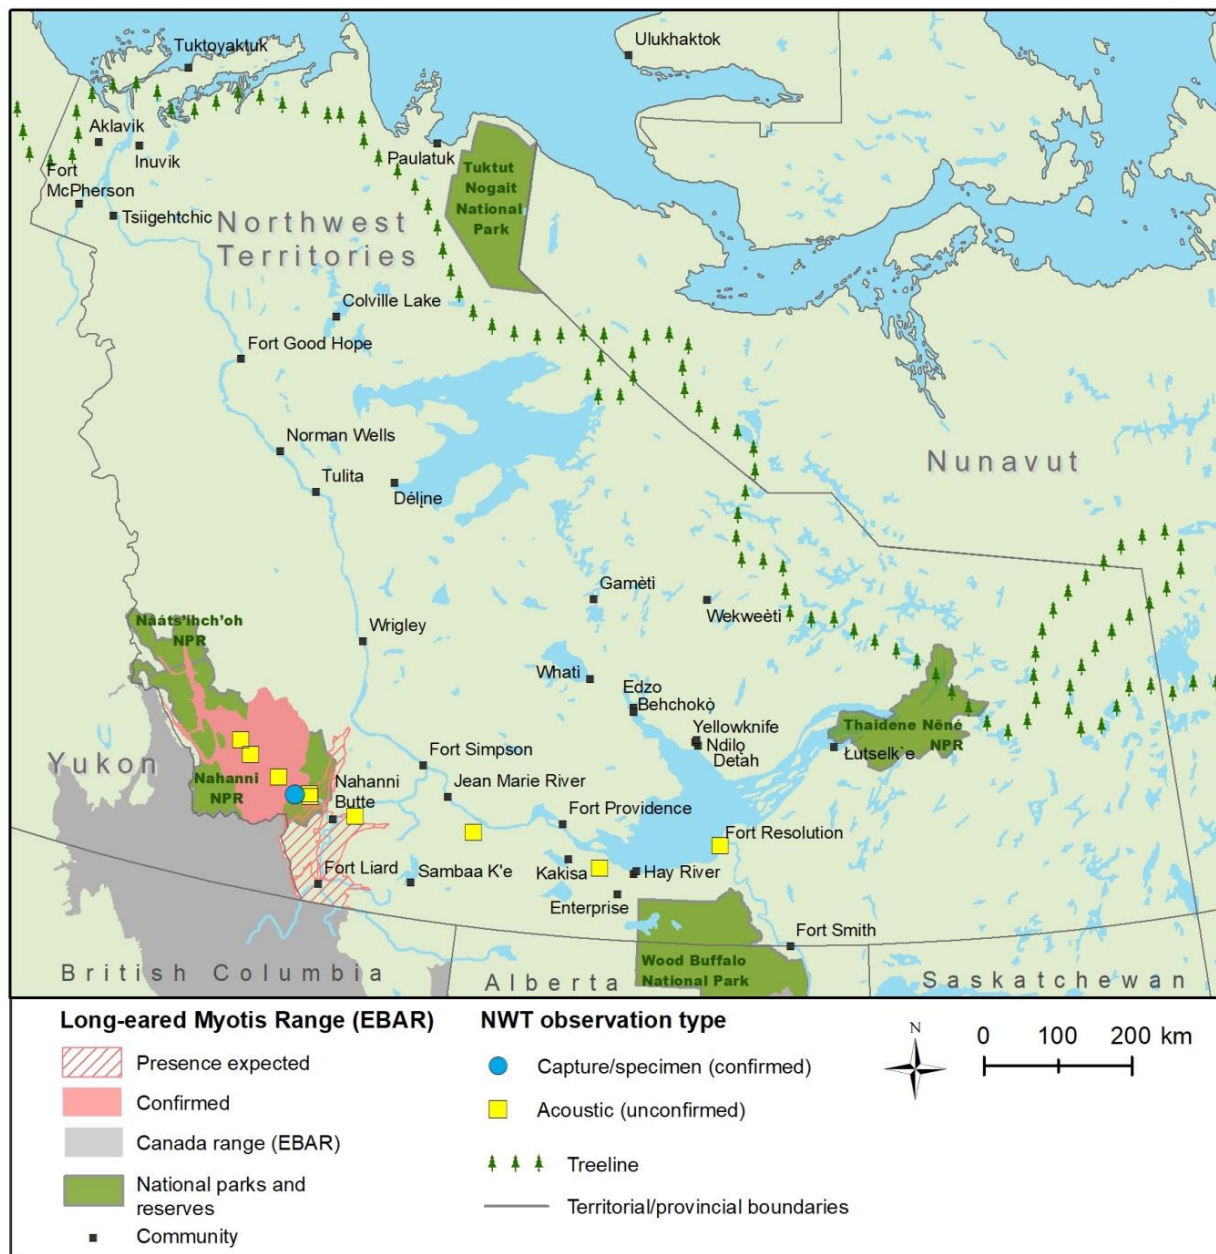 Tuktoyaktuk
Ulukhaktok
Aklavik
Inuvik
Paulatuk
Fort
McPherson
Tsiigehtchic
Tuktut
Nogait
National
Park
Northwest
Territories
Colville Lake
Fort Good Hope
Norman Wells
Tulita
Délı̨ne
Nunavut
Gamètì
Wekweètì
Nááts'ihch'oh
NPR
Wrigley
Whatì
Edzo
Behchokò
Yellowknife
Ndilǫ
Detah
Thaidene Nëné
NPR
Łutselk'e
Yukon
Nahanni
NPR
Fort Simpson
Jean Marie River
Nahanni
Butte
Fort Providence
Fort Resolution
Fort Liard
Sambaa K'e
Kakisa
Hay River
Enterprise
Fort Smith
Wood Buffalo
National Park
British Columbia
Alberta
Saskatchewan
Long-eared Myotis Range (EBAR)
Presence expected
Confirmed
Canada range (EBAR)
National parks and
reserves
Community
NWT observation type
Capture/specimen (confirmed)
Acoustic (unconfirmed)
Treeline
Territorial/provincial boundaries
N
0 100 200 km